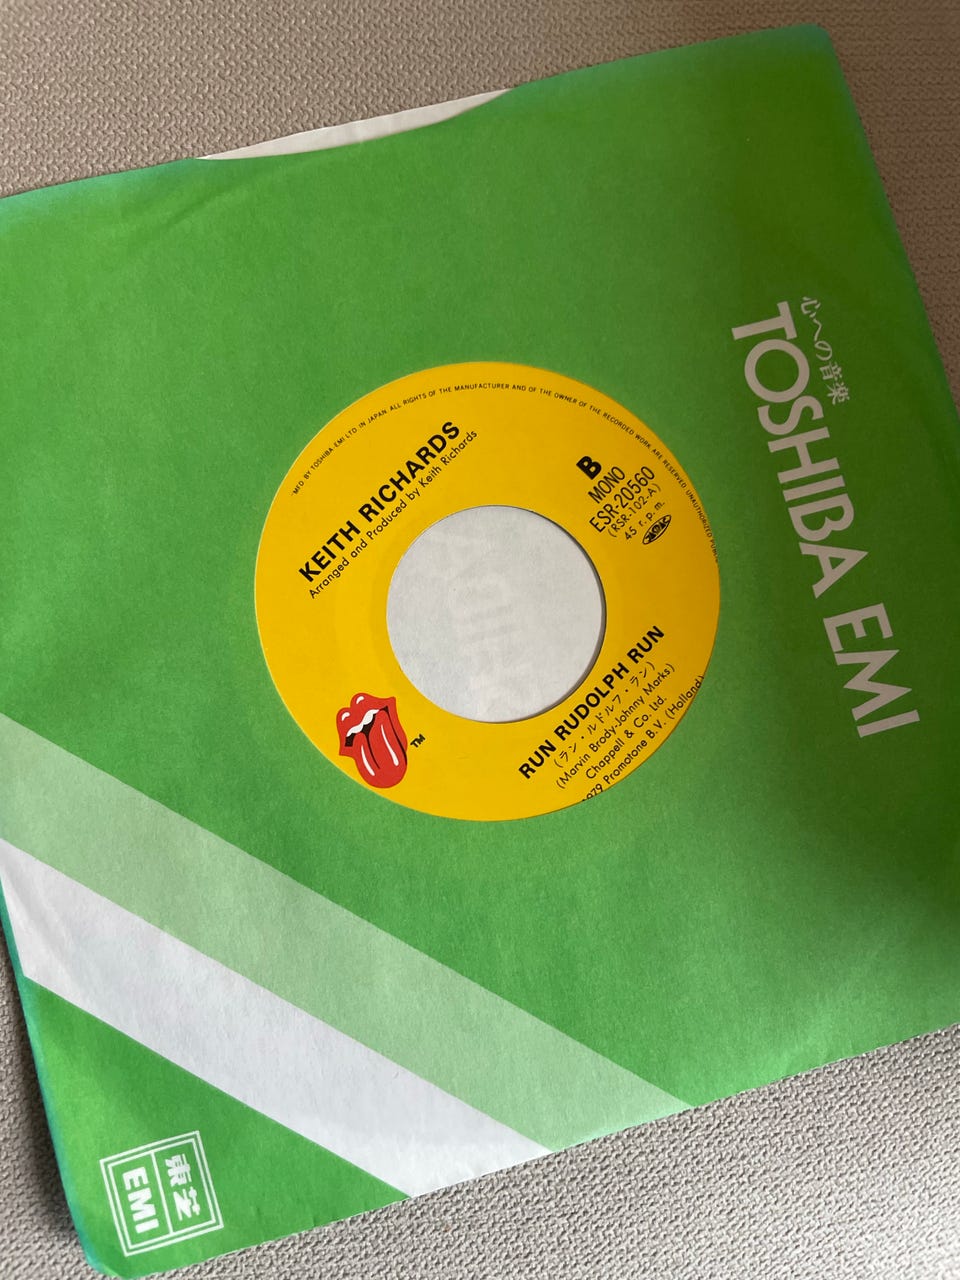 心への音楽
TOSHIBA EMI
MFD BY TOSHIBA EMI LTD. IN JAPAN. ALL RIGHTS OF THE MANUFACTURER AND OF THE OWNER OF THE RECORDED WORK ARE RESERVED UNAUTHORIZED
KEITH RICHARDS
Arranged and Produced by Keith Richards
B
MONO
ESR-20560
(RSR-102-A)
45 r.p.m.
TM
RUN RUDOLPH RUN
(ラン・ルドルフ・ラン)
(Marvin Brody-Johnny Marks)
Chappell & Co. Ltd.
1979 Promotone B.V. (Holland)
東芝
EMI